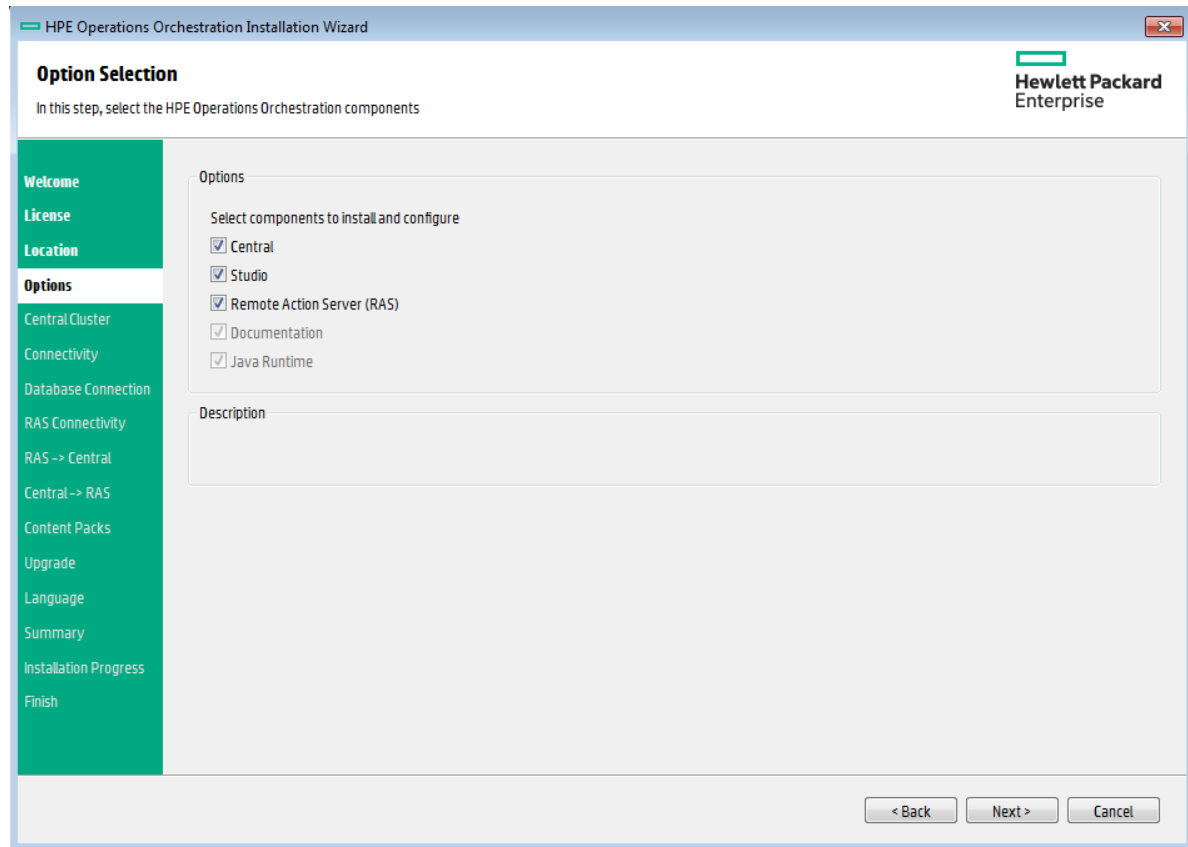 HPE Operations Orchestration Installation Wizard
Option Selection
In this step, select the HPE Operations Orchestration components
Hewlett Packard
Enterprise
Welcome
License
Location
Options
Central Cluster
Connectivity
Database Connection
RAS Connectivity
RAS -> Central
Central -> RAS
Content Packs
Upgrade
Language
Summary
Installation Progress
Finish
Options
Select components to install and configure
Central
Studio
Remote Action Server (RAS)
Documentation
Java Runtime
Description
< Back
Next >
Cancel